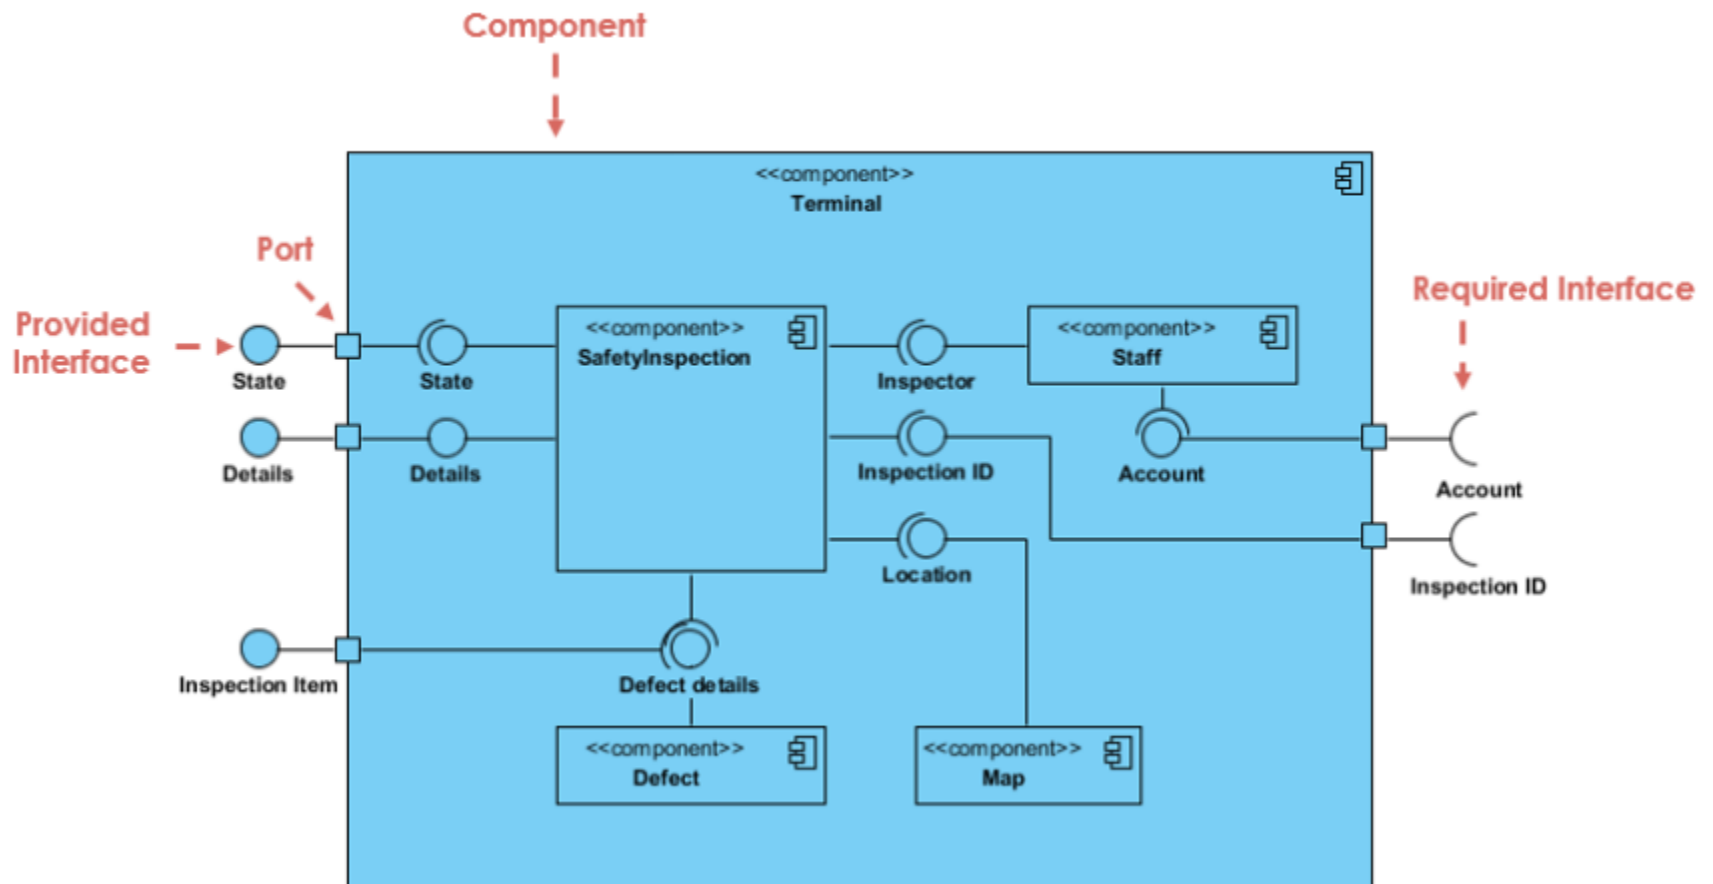 Component
<<component>>
Terminal
Port
Required Interface
Provided
Interface
<<component>>
SafetyInspection
<<component>>
Staff
State
State
Inspector
Details
Details
Inspection ID
Account
Account
Location
Inspection ID
Inspection Item
Defect details
<<component>>
Defect
<<component>>
Map